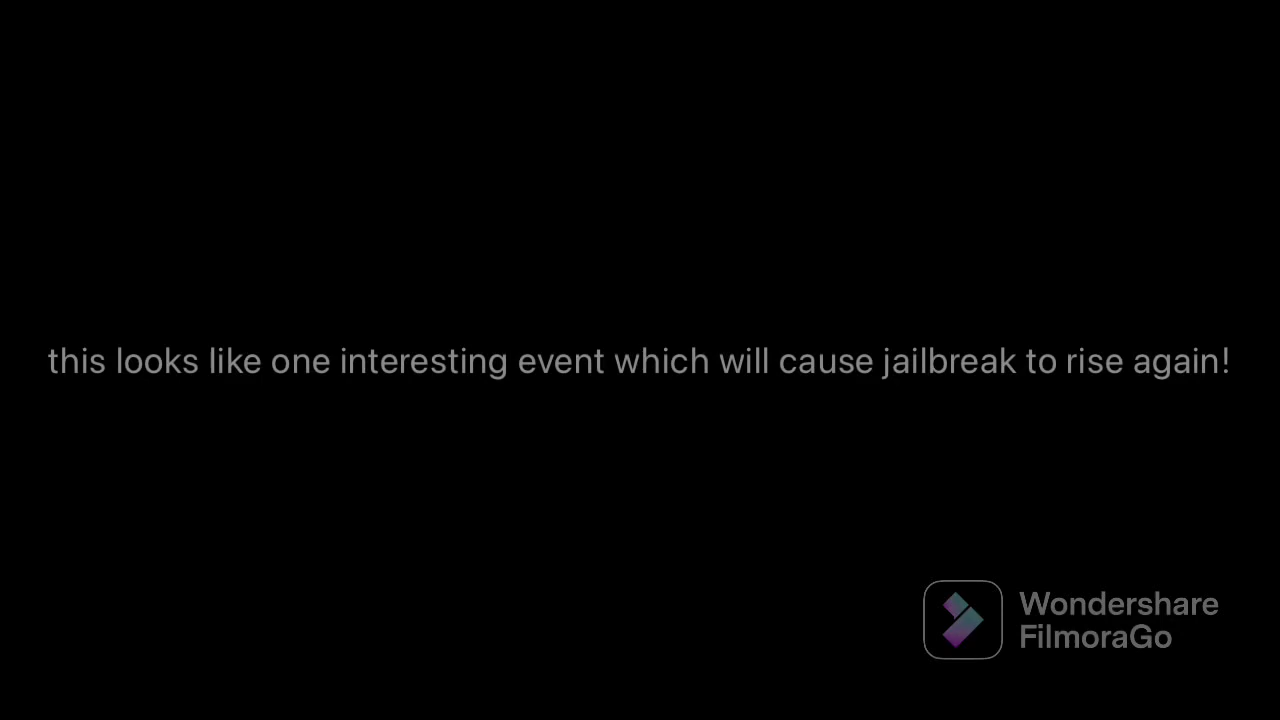 this looks like one interesting event which will cause jailbreak to rise again!
Wondershare
FilmoraGo